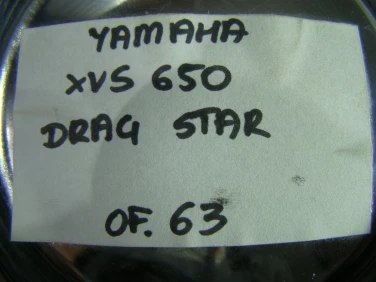 YAMAHA
XVS 650
DRAG STAR
OF. 63